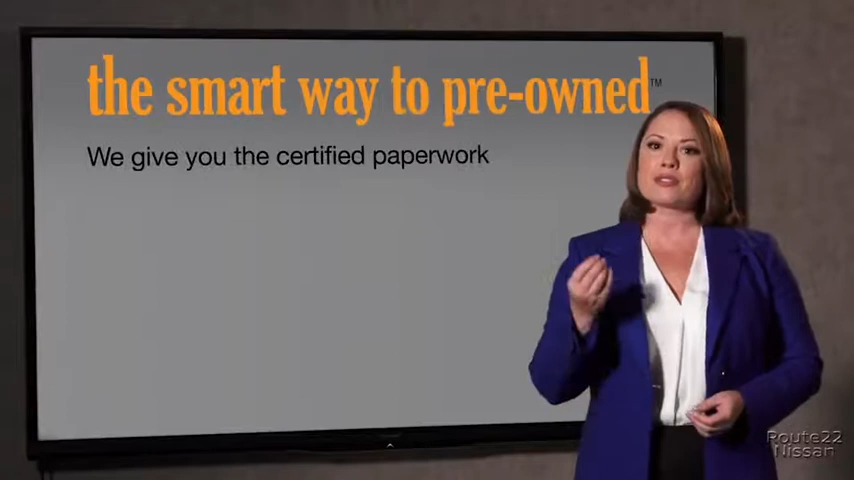 the smart way to pre-owned™
We give you the certified paperwork
Route22
Nissan